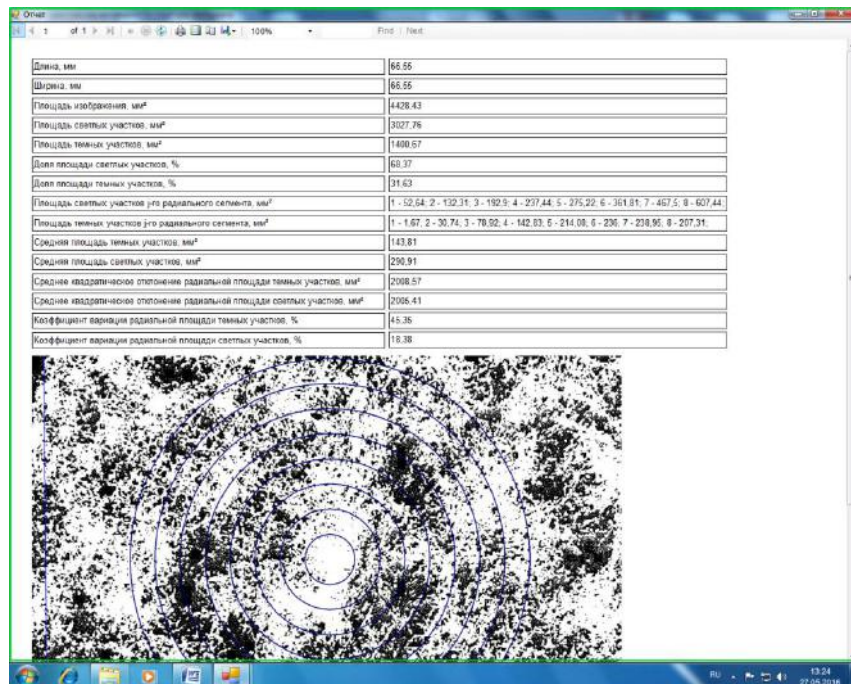 Отчет
1 of 1 100% Find | Next
Длина, мм 66,55
Ширина, мм 66,55
Площадь изображения, мм² 4428,43
Площадь светлых участков, мм² 3027,76
Площадь темных участков, мм² 1400,67
Доля площади светлых участков, % 68,37
Доля площади темных участков, % 31,63
Площадь светлых участков j-го радиального сегмента, мм² 1 - 52,64; 2 - 132,31; 3 - 192,9; 4 - 237,44; 5 - 275,22; 6 - 361,81; 7 - 467,5; 8 - 607,44;
Площадь темных участков j-го радиального сегмента, мм² 1 - 1,67; 2 - 30,74; 3 - 78,92; 4 - 142,83; 5 - 214,08; 6 - 236; 7 - 238,95; 8 - 207,31;
Средняя площадь темных участков, мм² 143,81
Средняя площадь светлых участков, мм² 290,91
Среднее квадратическое отклонение радиальной площади темных участков, мм² 2008,57
Среднее квадратическое отклонение радиальной площади светлых участков, мм² 2005,41
Коэффициент вариации радиальной площади темных участков, % 45,35
Коэффициент вариации радиальной площади светлых участков, % 18,38
RU 13:24
27.05.2016